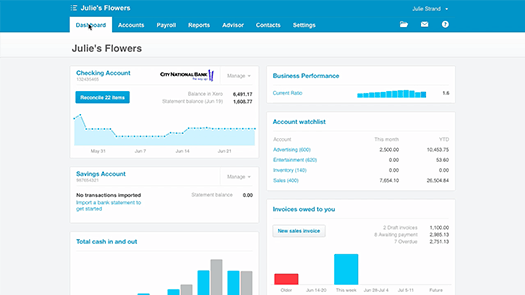 Julie's Flowers
Julie Strand
Dashboard Accounts Payroll Reports Advisor Contacts Settings
Julie's Flowers
Checking Account
CITY NATIONAL BANK
The way up.
Manage
Reconcile 22 items
Balance in Xero 6,491.17
Statement balance (Jun 19) 1,608.77
May 31 Jun 7 Jun 14 Jun 21
Savings Account
Manage
No transactions imported
Import a bank statement to
get started
Statement balance 0.00
Total cash in and out
Business Performance
Current Ratio 1.6
Account watchlist
Account This month YTD
Advertising (600) 2,500.00 10,453.75
Entertainment (620) 0.00 53.60
Inventory (140) 0.00 0.00
Sales (400) 7,654.10 26,504.84
Invoices owed to you
New sales invoice
2 Draft invoices 1,100.00
8 Awaiting payment 2,985.13
7 Overdue 2,751.13
Older Jun 14-20 This week Jun 28-Jul 4 Jul 5-11 Future